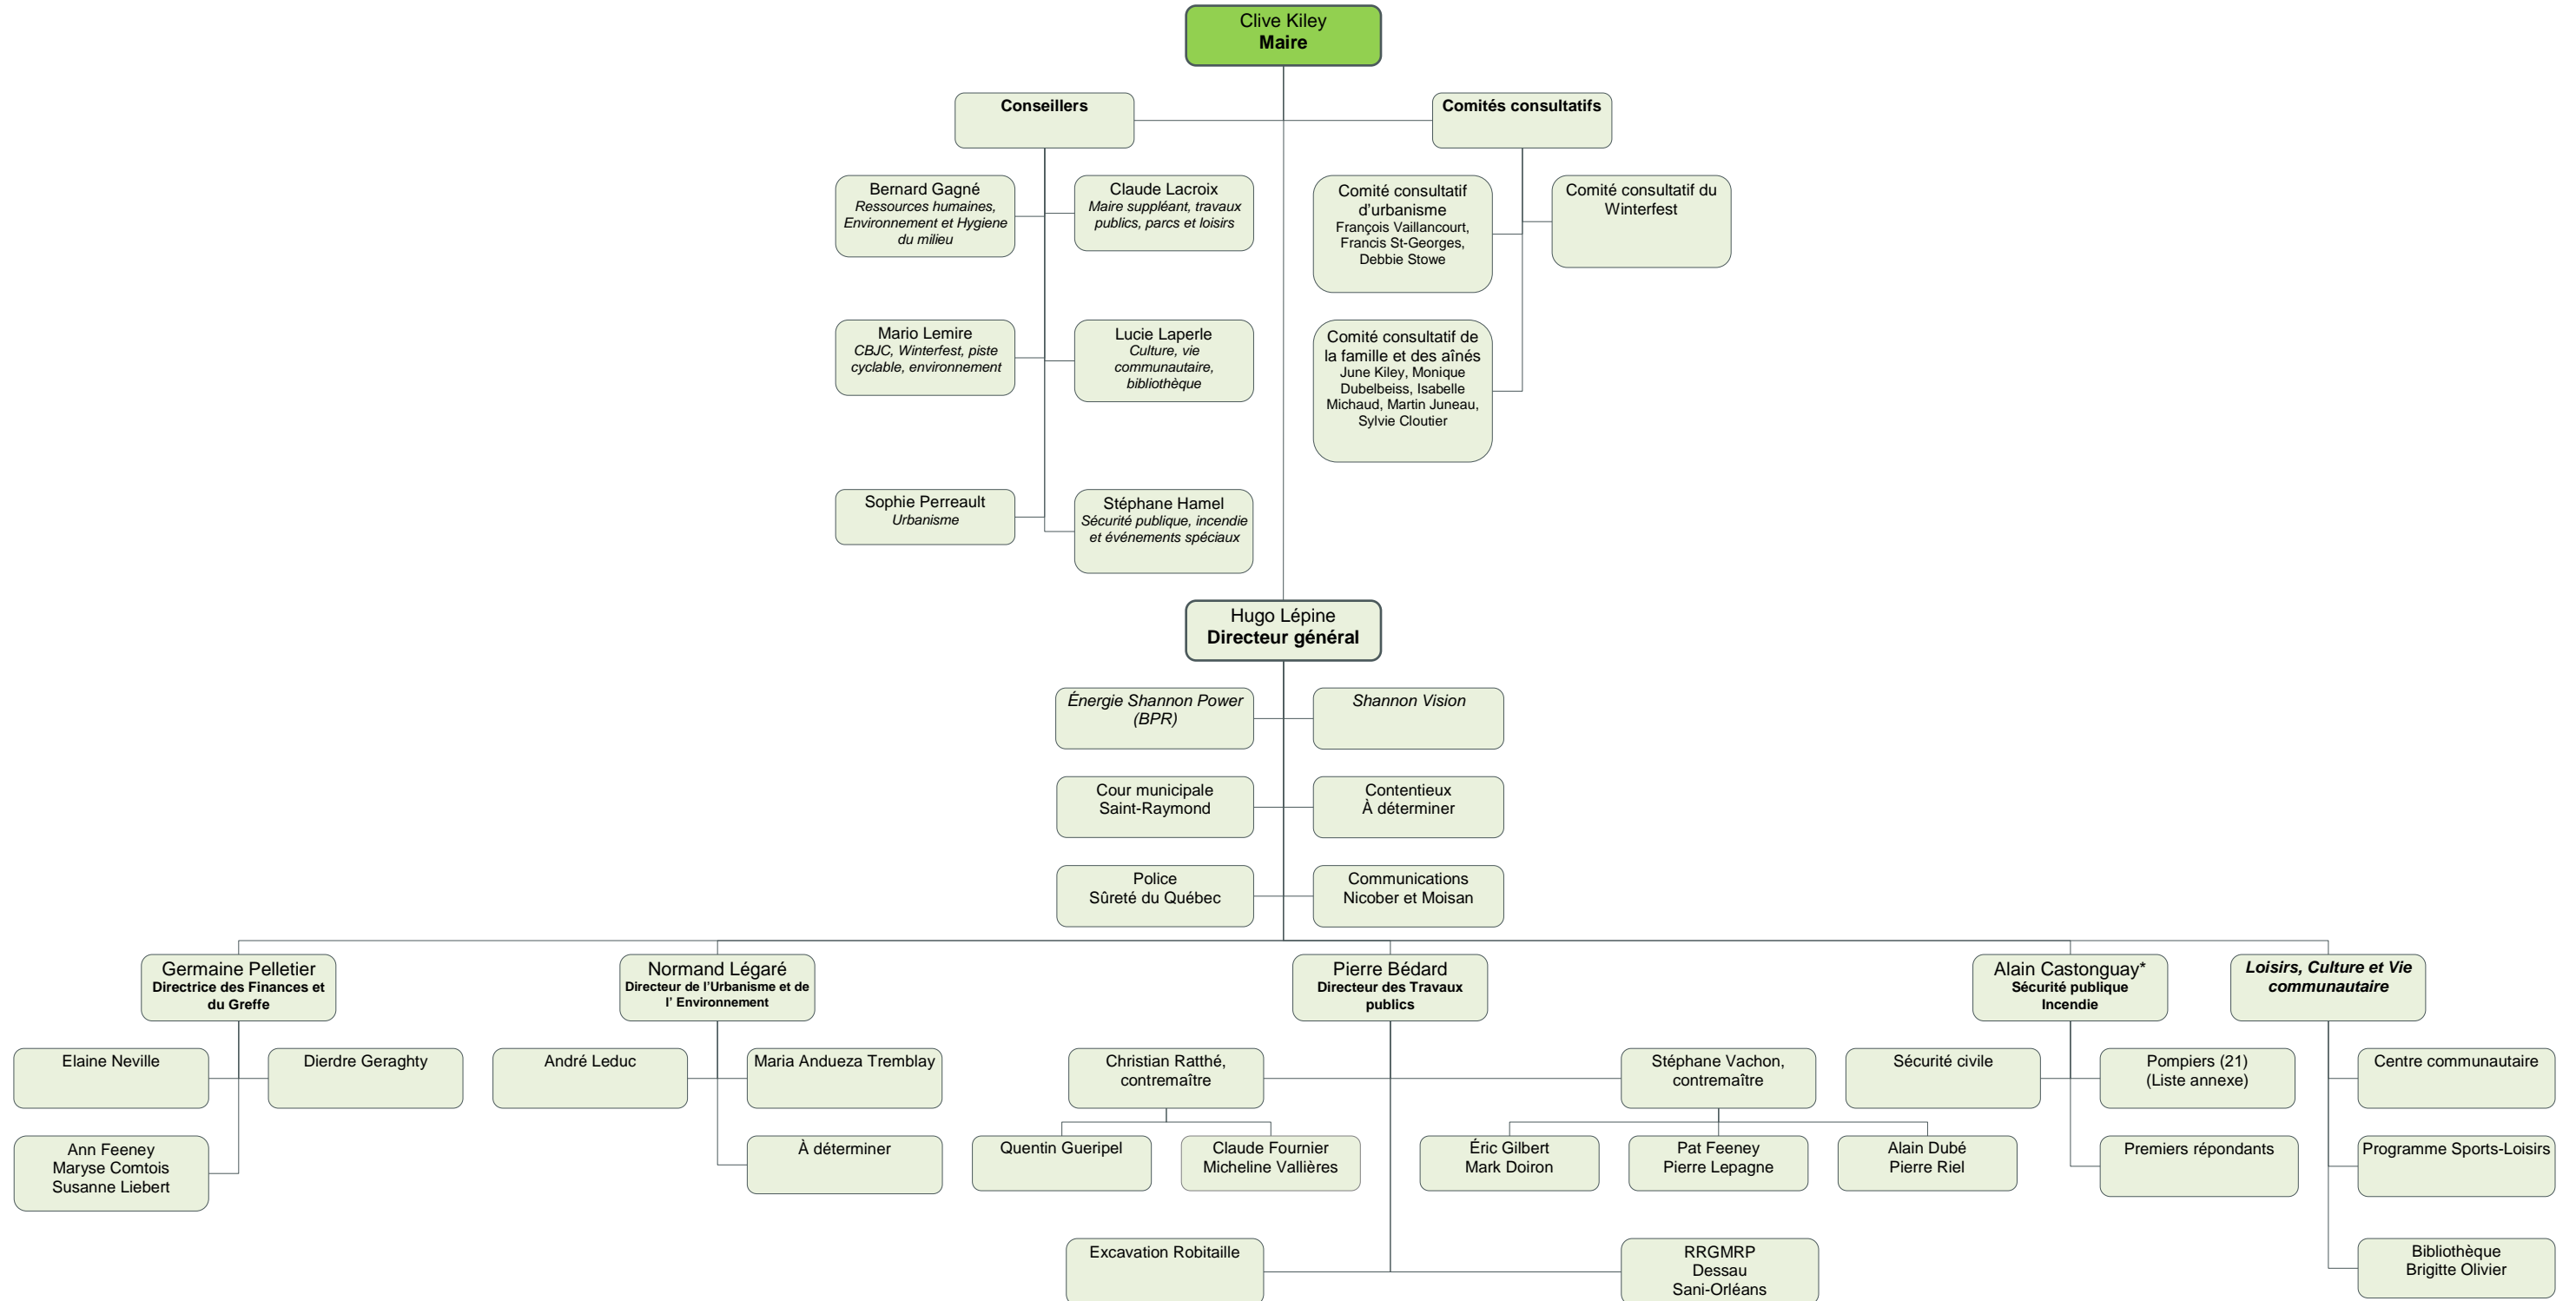 Clive Kiley
Maire
Conseillers
Comités consultatifs
Bernard Gagné
Ressources humaines,
Environnement et Hygiene
du milieu
Claude Lacroix
Maire suppléant, travaux
publics, parcs et loisirs
Comité consultatif
d'urbanisme
François Vaillancourt,
Francis St-Georges,
Debbie Stowe
Comité consultatif du
Winterfest
Mario Lemire
CBJC, Winterfest, piste
cyclable, environnement
Lucie Laperle
Culture, vie
communautaire,
bibliothèque
Comité consultatif de
la famille et des aînés
June Kiley, Monique
Dubelbeiss, Isabelle
Michaud, Martin Juneau,
Sylvie Cloutier
Sophie Perreault
Urbanisme
Stéphane Hamel
Sécurité publique, incendie
et événements spéciaux
Hugo Lépine
Directeur général
Énergie Shannon Power
(BPR)
Shannon Vision
Cour municipale
Saint-Raymond
Contentieux
À déterminer
Police
Sûreté du Québec
Communications
Nicober et Moisan
Germaine Pelletier
Directrice des Finances et
du Greffe
Normand Légaré
Directeur de l'Urbanisme et de
l' Environnement
Pierre Bédard
Directeur des Travaux
publics
Alain Castonguay*
Sécurité publique
Incendie
Loisirs, Culture et Vie
communautaire
Elaine Neville
Dierdre Geraghty
André Leduc
Maria Andueza Tremblay
Christian Ratthé,
contremaître
Stéphane Vachon,
contremaître
Sécurité civile
Pompiers (21)
(Liste annexe)
Centre communautaire
Ann Feeney
Maryse Comtois
Susanne Liebert
À déterminer
Quentin Gueripel
Claude Fournier
Micheline Vallières
Éric Gilbert
Mark Doiron
Pat Feeney
Pierre Lepagne
Alain Dubé
Pierre Riel
Premiers répondants
Programme Sports-Loisirs
Excavation Robitaille
RRGMRP
Dessau
Sani-Orléans
Bibliothèque
Brigitte Olivier